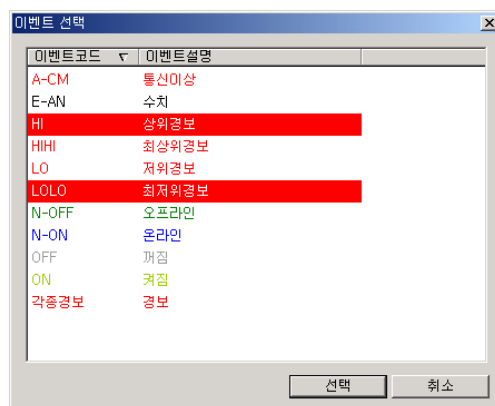 이벤트 선택
이벤트코드 이벤트설명
A-CM 통신이상
E-AN 수치
HI 상위경보
HIHI 최상위경보
LO 저위경보
LOLO 최저위경보
N-OFF 오프라인
N-ON 온라인
OFF 꺼짐
ON 켜짐
각종경보 경보
선택 취소